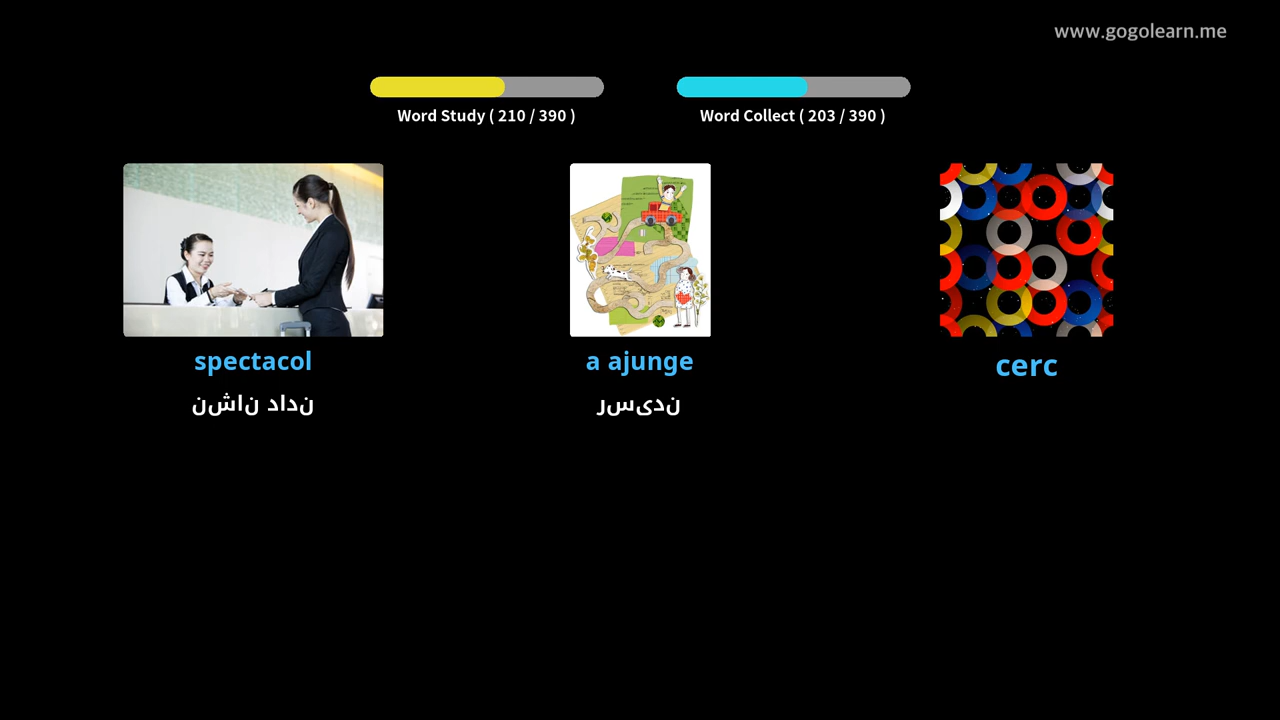 www.gogolearn.me
Word Study ( 210 / 390 )
Word Collect ( 203 / 390 )
spectacol
نشان دادن
a ajunge
رسیدن
cerc